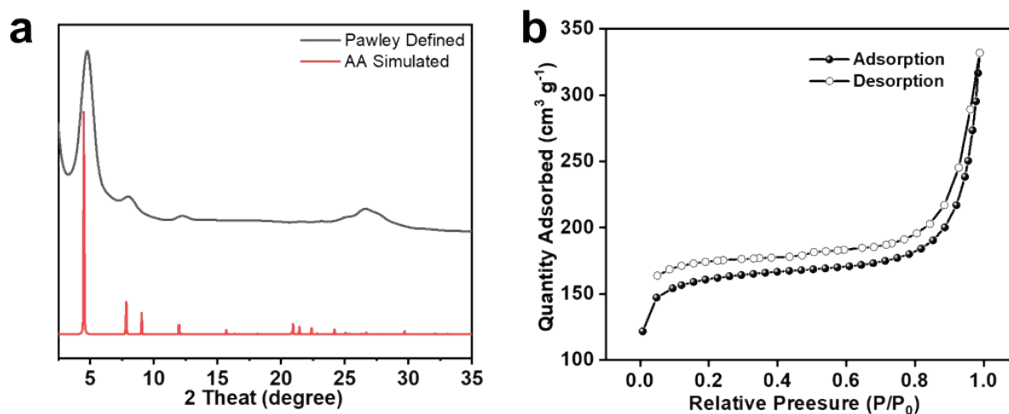 a
Pawley Defined
AA Simulated
5 10 15 20 25 30 35
2 Theat (degree)
b
350
300
250
200
150
100
Quantity Adsorbed (cm³ g⁻¹)
Adsorption
Desorption
0.0 0.2 0.4 0.6 0.8 1.0
Relative Preesure (P/P₀)